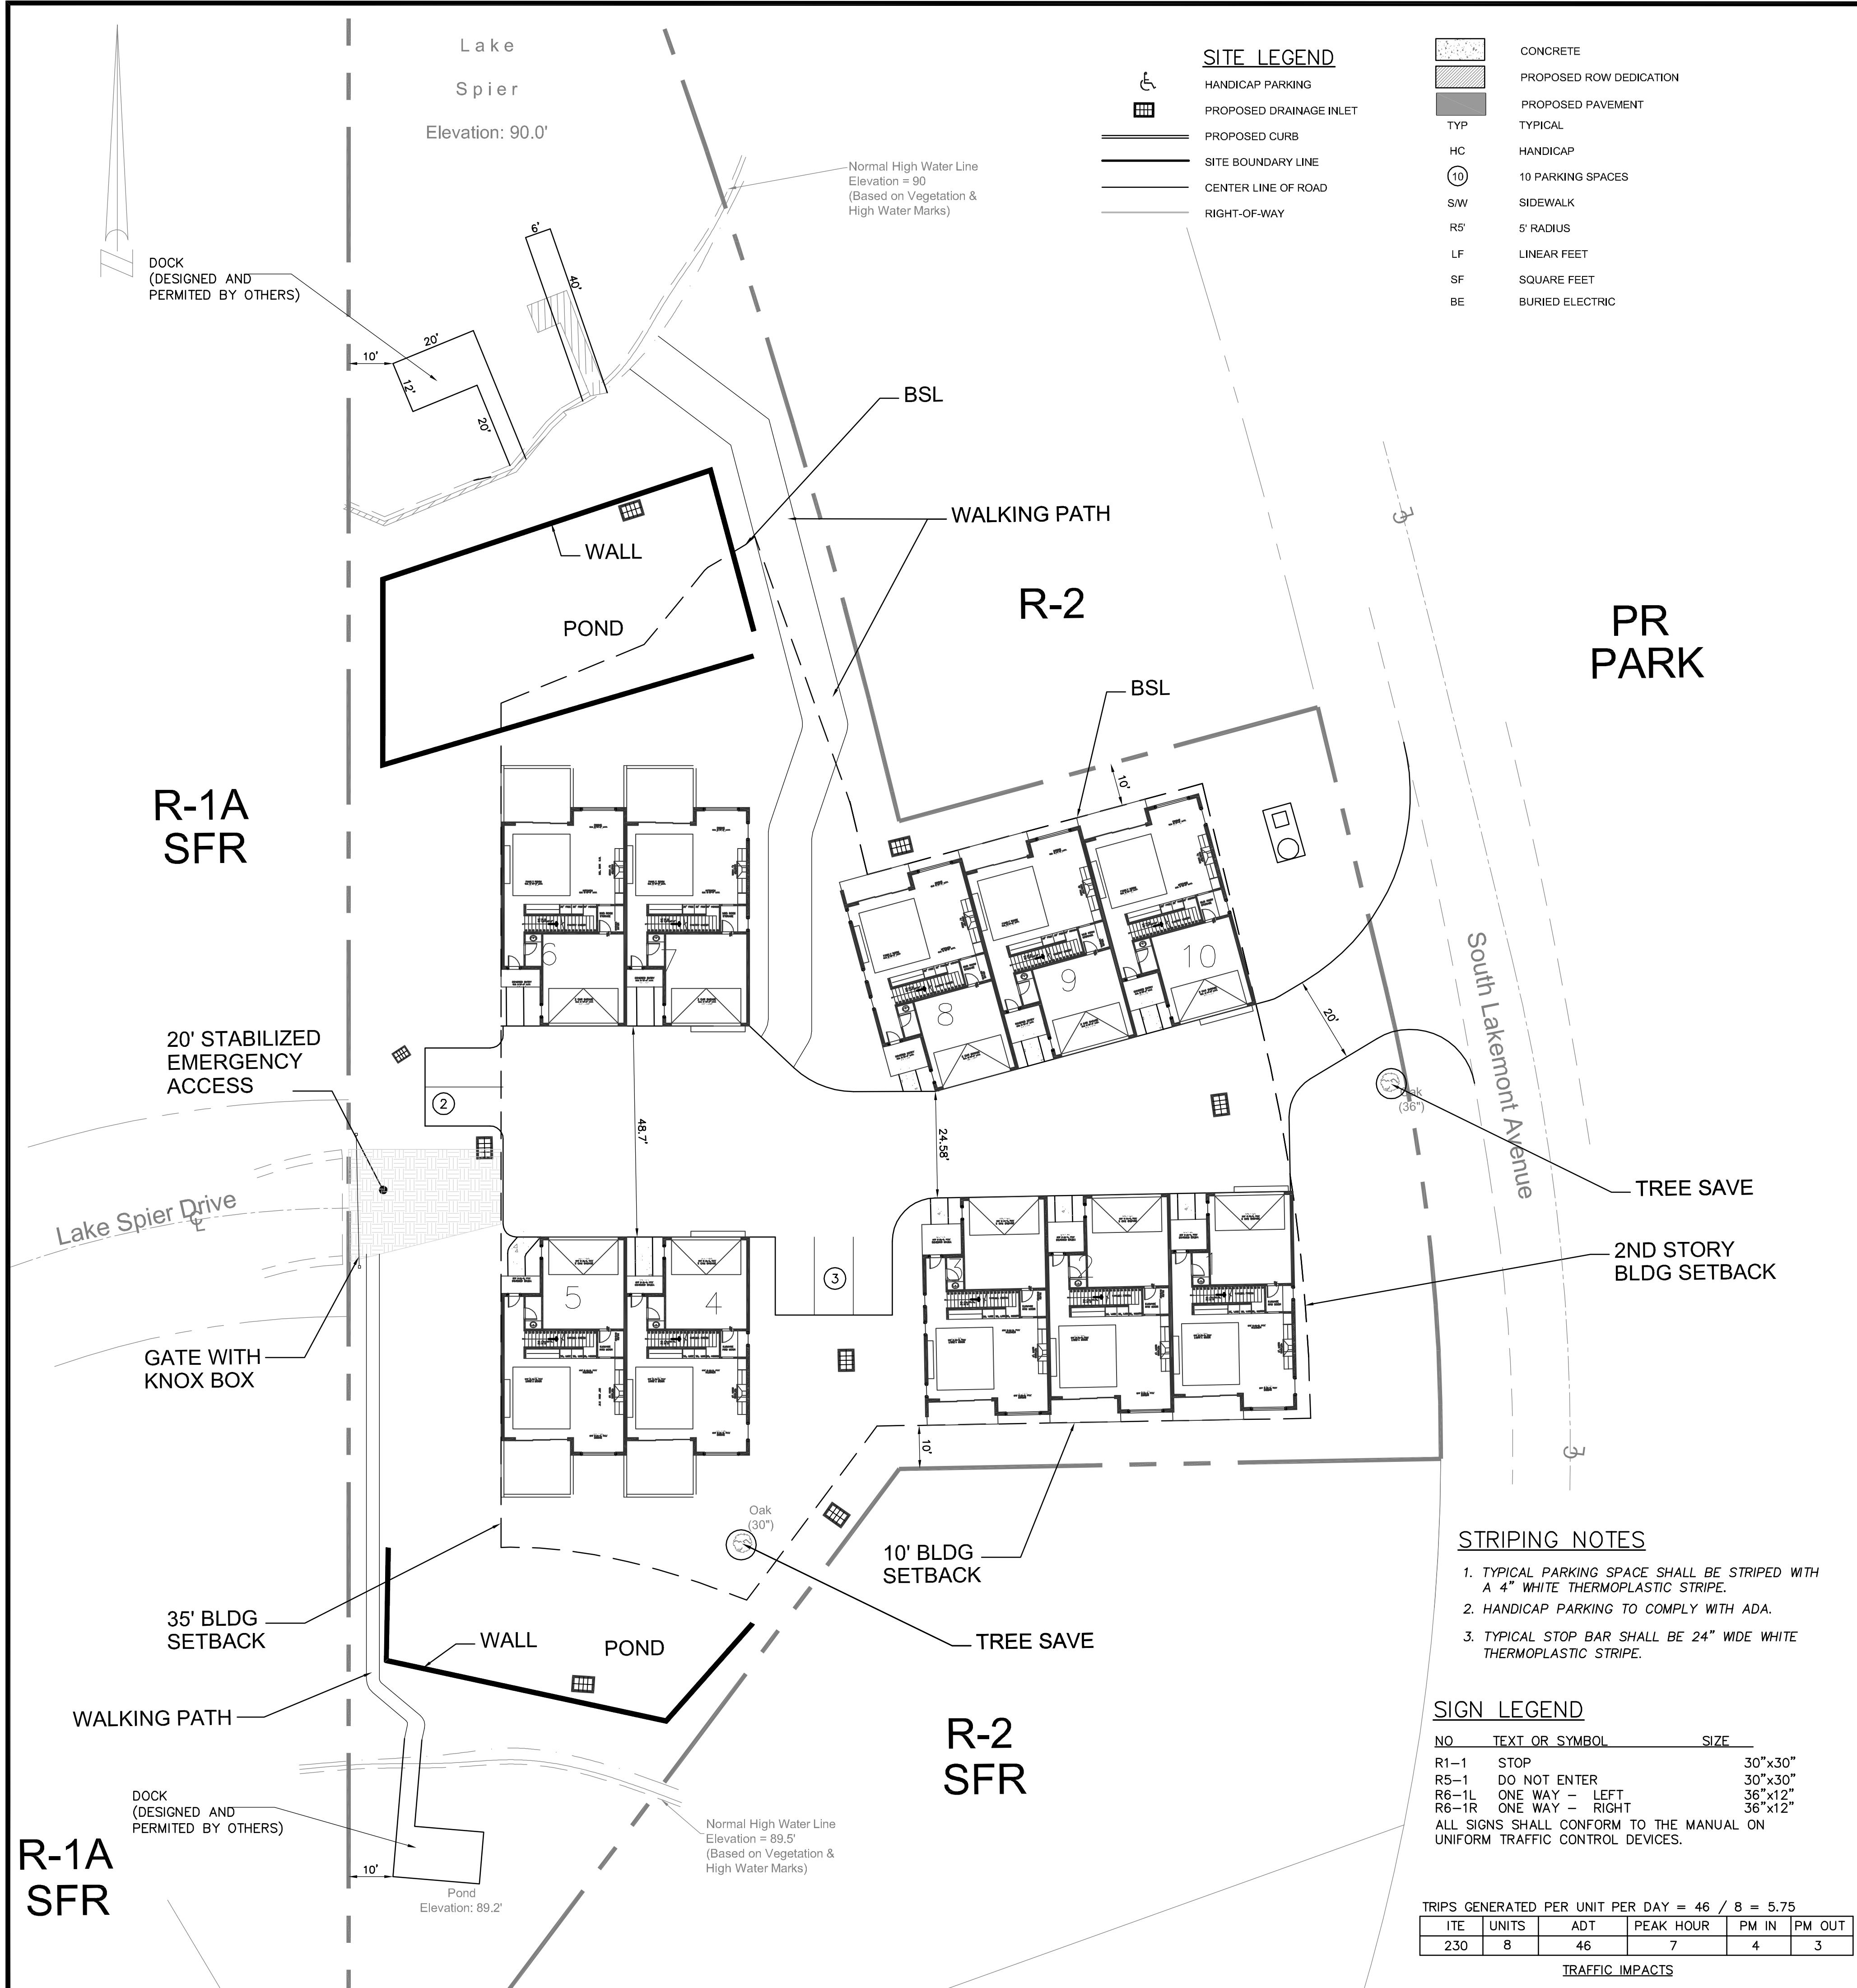 Lake
Spier
Elevation: 90.0'
Normal High Water Line
Elevation = 90
(Based on Vegetation &
High Water Marks)
SITE LEGEND
HANDICAP PARKING
PROPOSED DRAINAGE INLET
PROPOSED CURB
SITE BOUNDARY LINE
CENTER LINE OF ROAD
RIGHT-OF-WAY
CONCRETE
PROPOSED ROW DEDICATION
PROPOSED PAVEMENT
TYP TYPICAL
HC HANDICAP
10 10 PARKING SPACES
S/W SIDEWALK
R5' 5' RADIUS
LF LINEAR FEET
SF SQUARE FEET
BE BURIED ELECTRIC
DOCK
(DESIGNED AND
PERMITED BY OTHERS)
6'
40'
20'
10'
12'
20'
BSL
WALKING PATH
WALL
POND
R-2
PR
PARK
BSL
10'
R-1A
SFR
6
7
8
9
10
20'
South Lakemont Avenue
20' STABILIZED
EMERGENCY
ACCESS
2
48.7'
24.58'
Oak
(36")
TREE SAVE
Lake Spier Drive
3
2ND STORY
BLDG SETBACK
5
4
3
2
1
GATE WITH
KNOX BOX
10'
Oak
(30")
10' BLDG
SETBACK
35' BLDG
SETBACK
WALL
POND
TREE SAVE
WALKING PATH
R-2
SFR
DOCK
(DESIGNED AND
PERMITED BY OTHERS)
Normal High Water Line
Elevation = 89.5'
(Based on Vegetation &
High Water Marks)
R-1A
SFR
10'
Pond
Elevation: 89.2'
STRIPING NOTES
1. TYPICAL PARKING SPACE SHALL BE STRIPED WITH
A 4" WHITE THERMOPLASTIC STRIPE.
2. HANDICAP PARKING TO COMPLY WITH ADA.
3. TYPICAL STOP BAR SHALL BE 24" WIDE WHITE
THERMOPLASTIC STRIPE.
SIGN LEGEND
NO TEXT OR SYMBOL SIZE
R1-1 STOP 30"x30"
R5-1 DO NOT ENTER 30"x30"
R6-1L ONE WAY - LEFT 36"x12"
R6-1R ONE WAY - RIGHT 36"x12"
ALL SIGNS SHALL CONFORM TO THE MANUAL ON
UNIFORM TRAFFIC CONTROL DEVICES.
TRIPS GENERATED PER UNIT PER DAY = 46 / 8 = 5.75
ITE UNITS ADT PEAK HOUR PM IN PM OUT
230 8 46 7 4 3
TRAFFIC IMPACTS